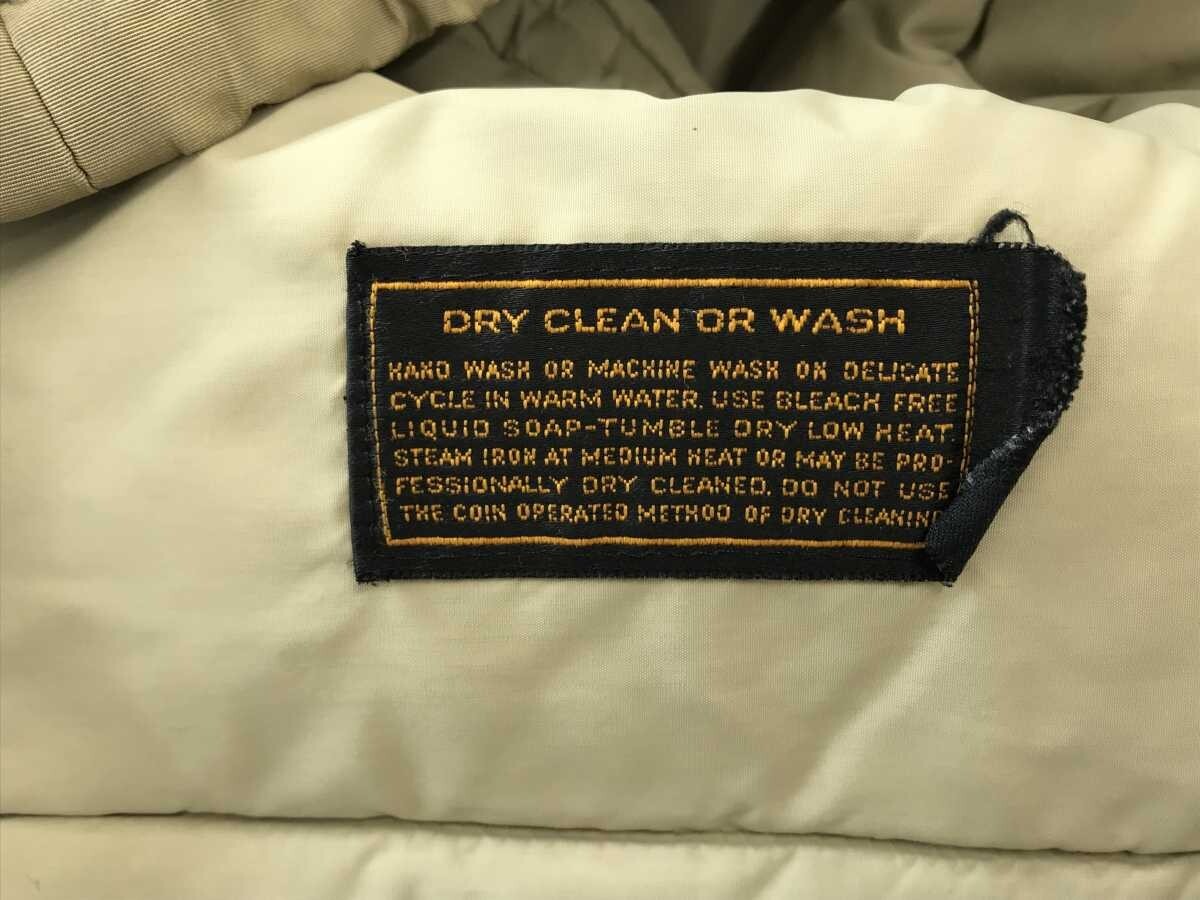 DRY CLEAN OR WASH
HAND WASH OR MACHINE WASH ON DELICATE
CYCLE IN WARM WATER. USE BLEACH FREE
LIQUID SOAP-TUMBLE DRY LOW HEAT
STEAM IRON AT MEDIUM HEAT OR MAY BE PRO-
FESSIONALLY DRY CLEANED. DO NOT USE
THE COIN OPERATED METHOD OF DRY CLEANING